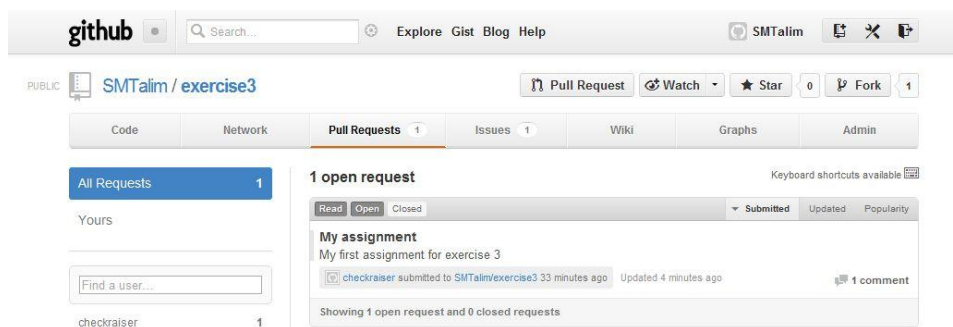 github Search... Explore Gist Blog Help SMTalim
PUBLIC SMTalim / exercise3 Pull Request Watch Star 0 Fork 1
Code Network Pull Requests 1 Issues 1 Wiki Graphs Admin
All Requests 1
Yours
Find a user...
checkraiser 1
1 open request Keyboard shortcuts available
Read Open Closed Submitted Updated Popularity
My assignment
My first assignment for exercise 3
checkraiser submitted to SMTalim/exercise3 33 minutes ago Updated 4 minutes ago 1 comment
Showing 1 open request and 0 closed requests